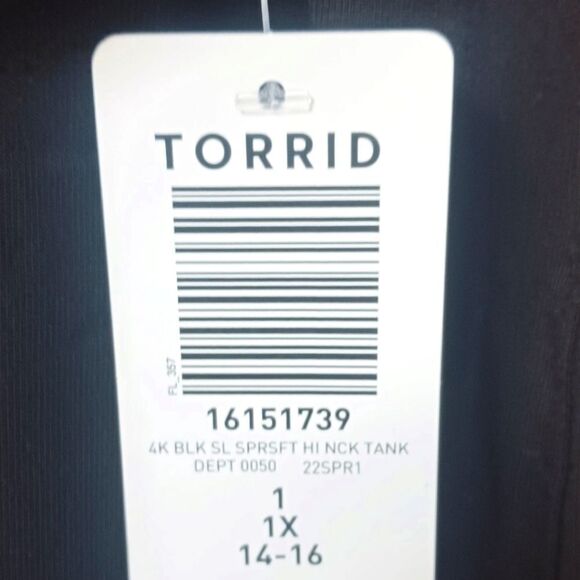 TORRID
FL_357
16151739
4K BLK SL SPRSFT HI NCK TANK
DEPT 0050 22SPR1
1
1X
14-16